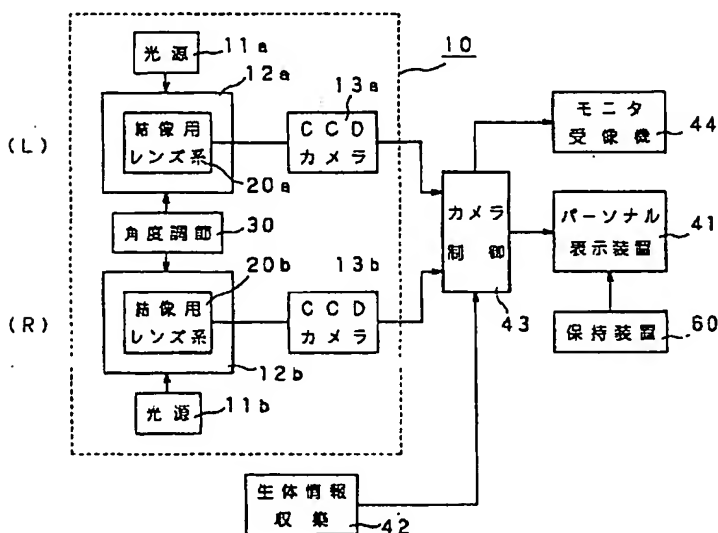 光源
11a
12a
10
13a
(L)
結像用
レンズ系
20a
CCD
カメラ
モニタ
受像機
44
角度調節
30
カメラ
制御
43
パーソナル
表示装置
41
20b
13b
(R)
結像用
レンズ系
CCD
カメラ
12b
保持装置
60
光源
11b
生体情報
収集
42